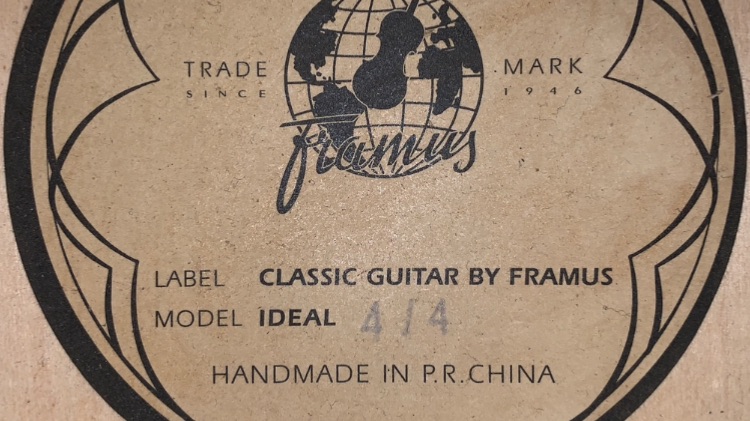 TRADE MARK
SINCE 1946
framus
LABEL CLASSIC GUITAR BY FRAMUS
MODEL IDEAL 4/4
HANDMADE IN P.R.CHINA